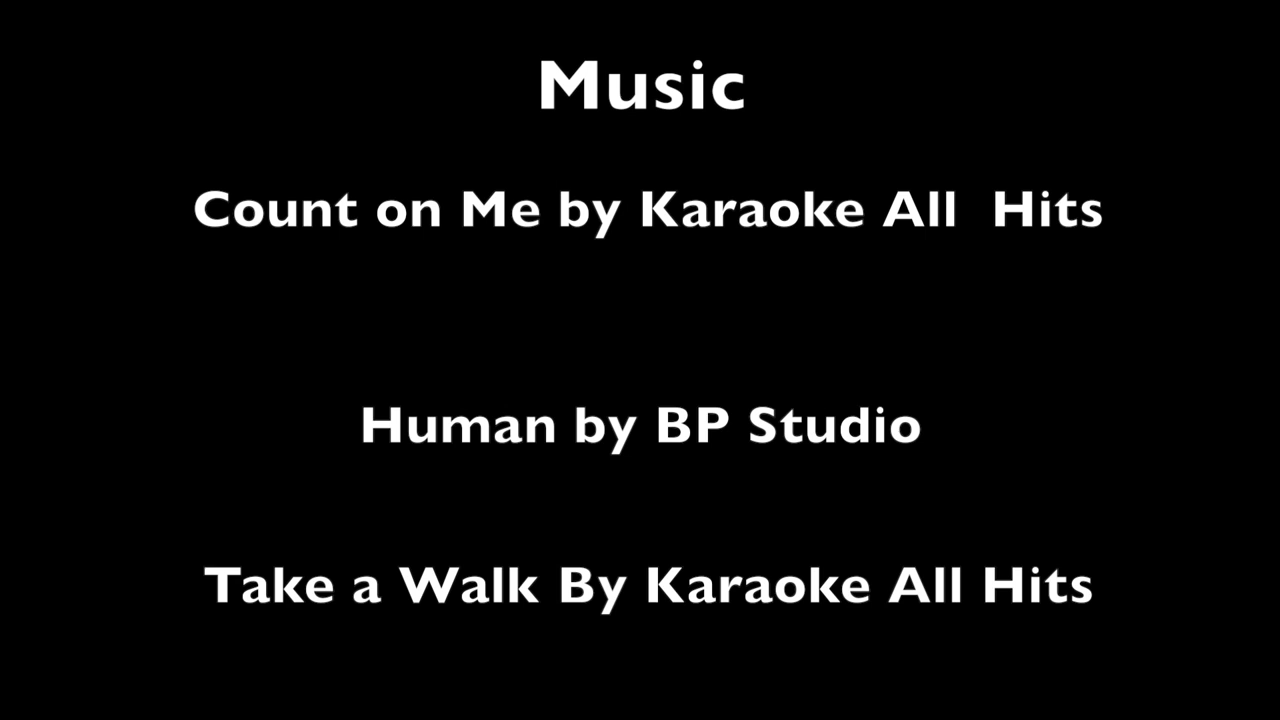 Music
Count on Me by Karaoke All  Hits
Human by BP Studio
Take a Walk By Karaoke All Hits